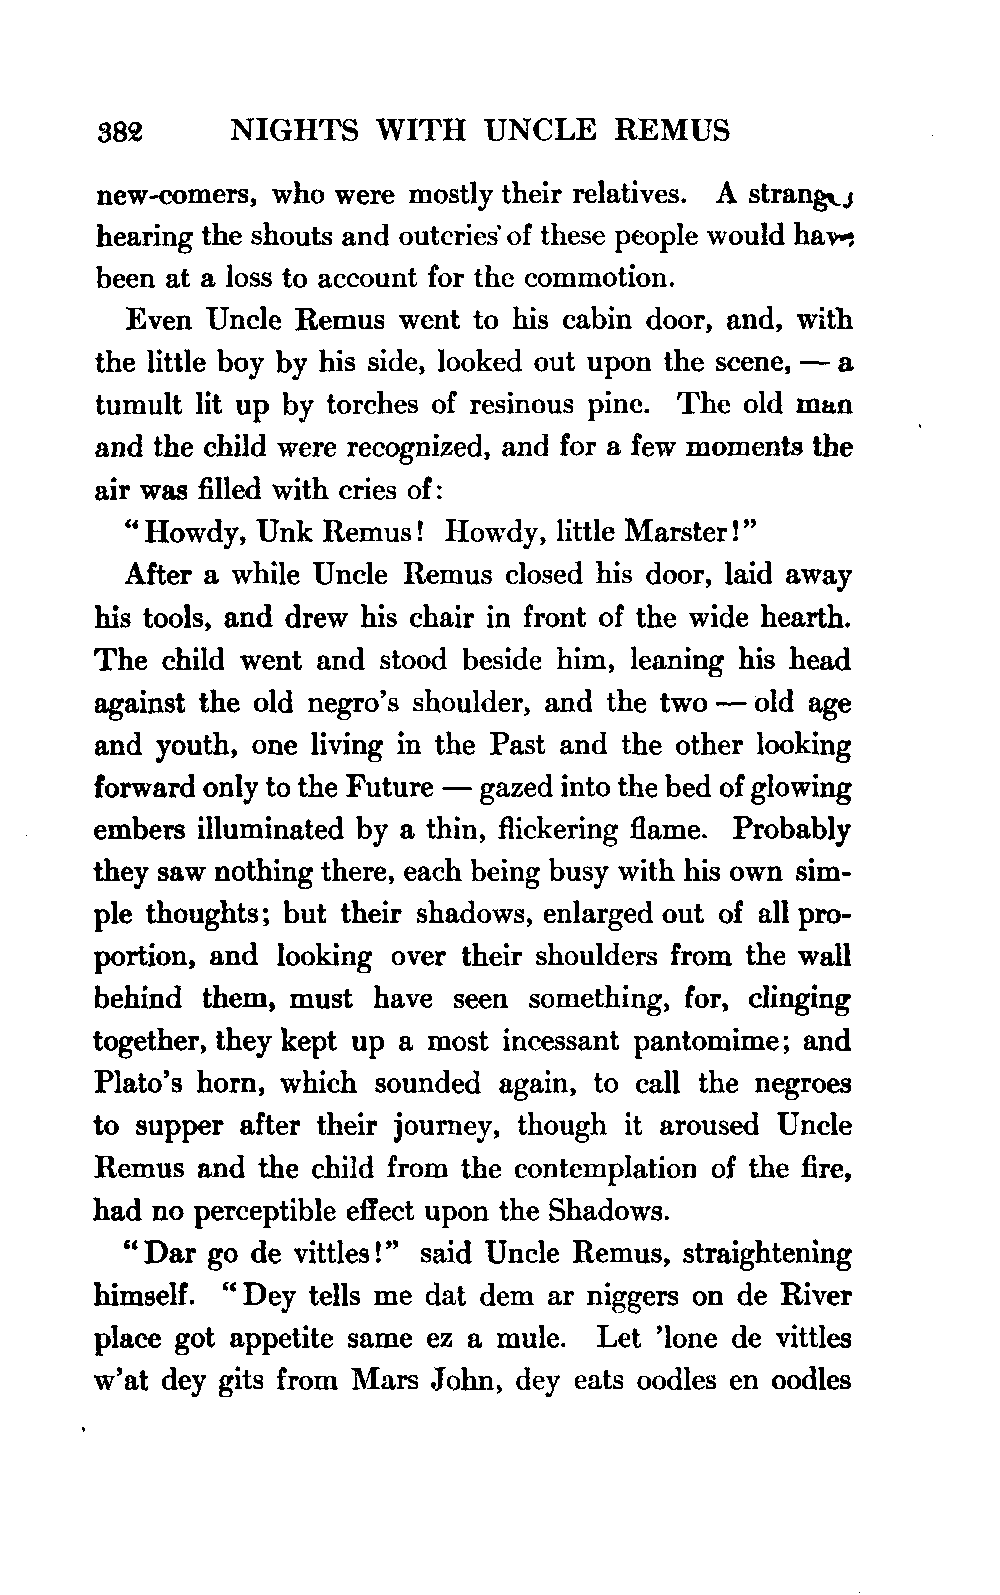 382 NIGHTS WITH UNCLE REMUS
new-comers, who were mostly their relatives. A
hearing the shouts and outcries of these people would have
been at a loss to account for the commotion.
Even Uncle Remus went to his cabin door, and, with
the little boy by his side, looked out upon the scene, — a
tumult lit up by torches of resinous pine. The old man
and the child were recognized, and for a few moments the
air was filled with cries of:
“Howdy, Unk Remus! Howdy, little Marster!”
After a while Uncle Remus closed his door, laid away
his tools, and drew his chair in front of the wide hearth.
The child went and stood beside him, leaning his head
against the old negro’s shoulder, and the two — old age
and youth, one living in the Past and the other looking
forward only to the Future — gazed into the bed of glowing
embers illuminated by a thin, flickering flame. Probably
they saw nothing there, each being busy with his own sim-
ple thoughts; but their shadows, enlarged out of all pro-
portion, and looking over their shoulders from the wall
behind them, must have seen something, for, clinging
together, they kept up a most incessant pantomime; and
Plato’s horn, which sounded again, to call the negroes
to supper after their journey, though it aroused Uncle
Remus and the child from the contemplation of the fire,
had no perceptible effect upon the Shadows.
“Dar go de vittles!” said Uncle Remus, straightening
himself. “Dey tells me dat dem ar niggers on de River
place got appetite same ez a mule. Let ’lone de vittles
w’at dey gits from Mars John, dey eats oodles en oodles